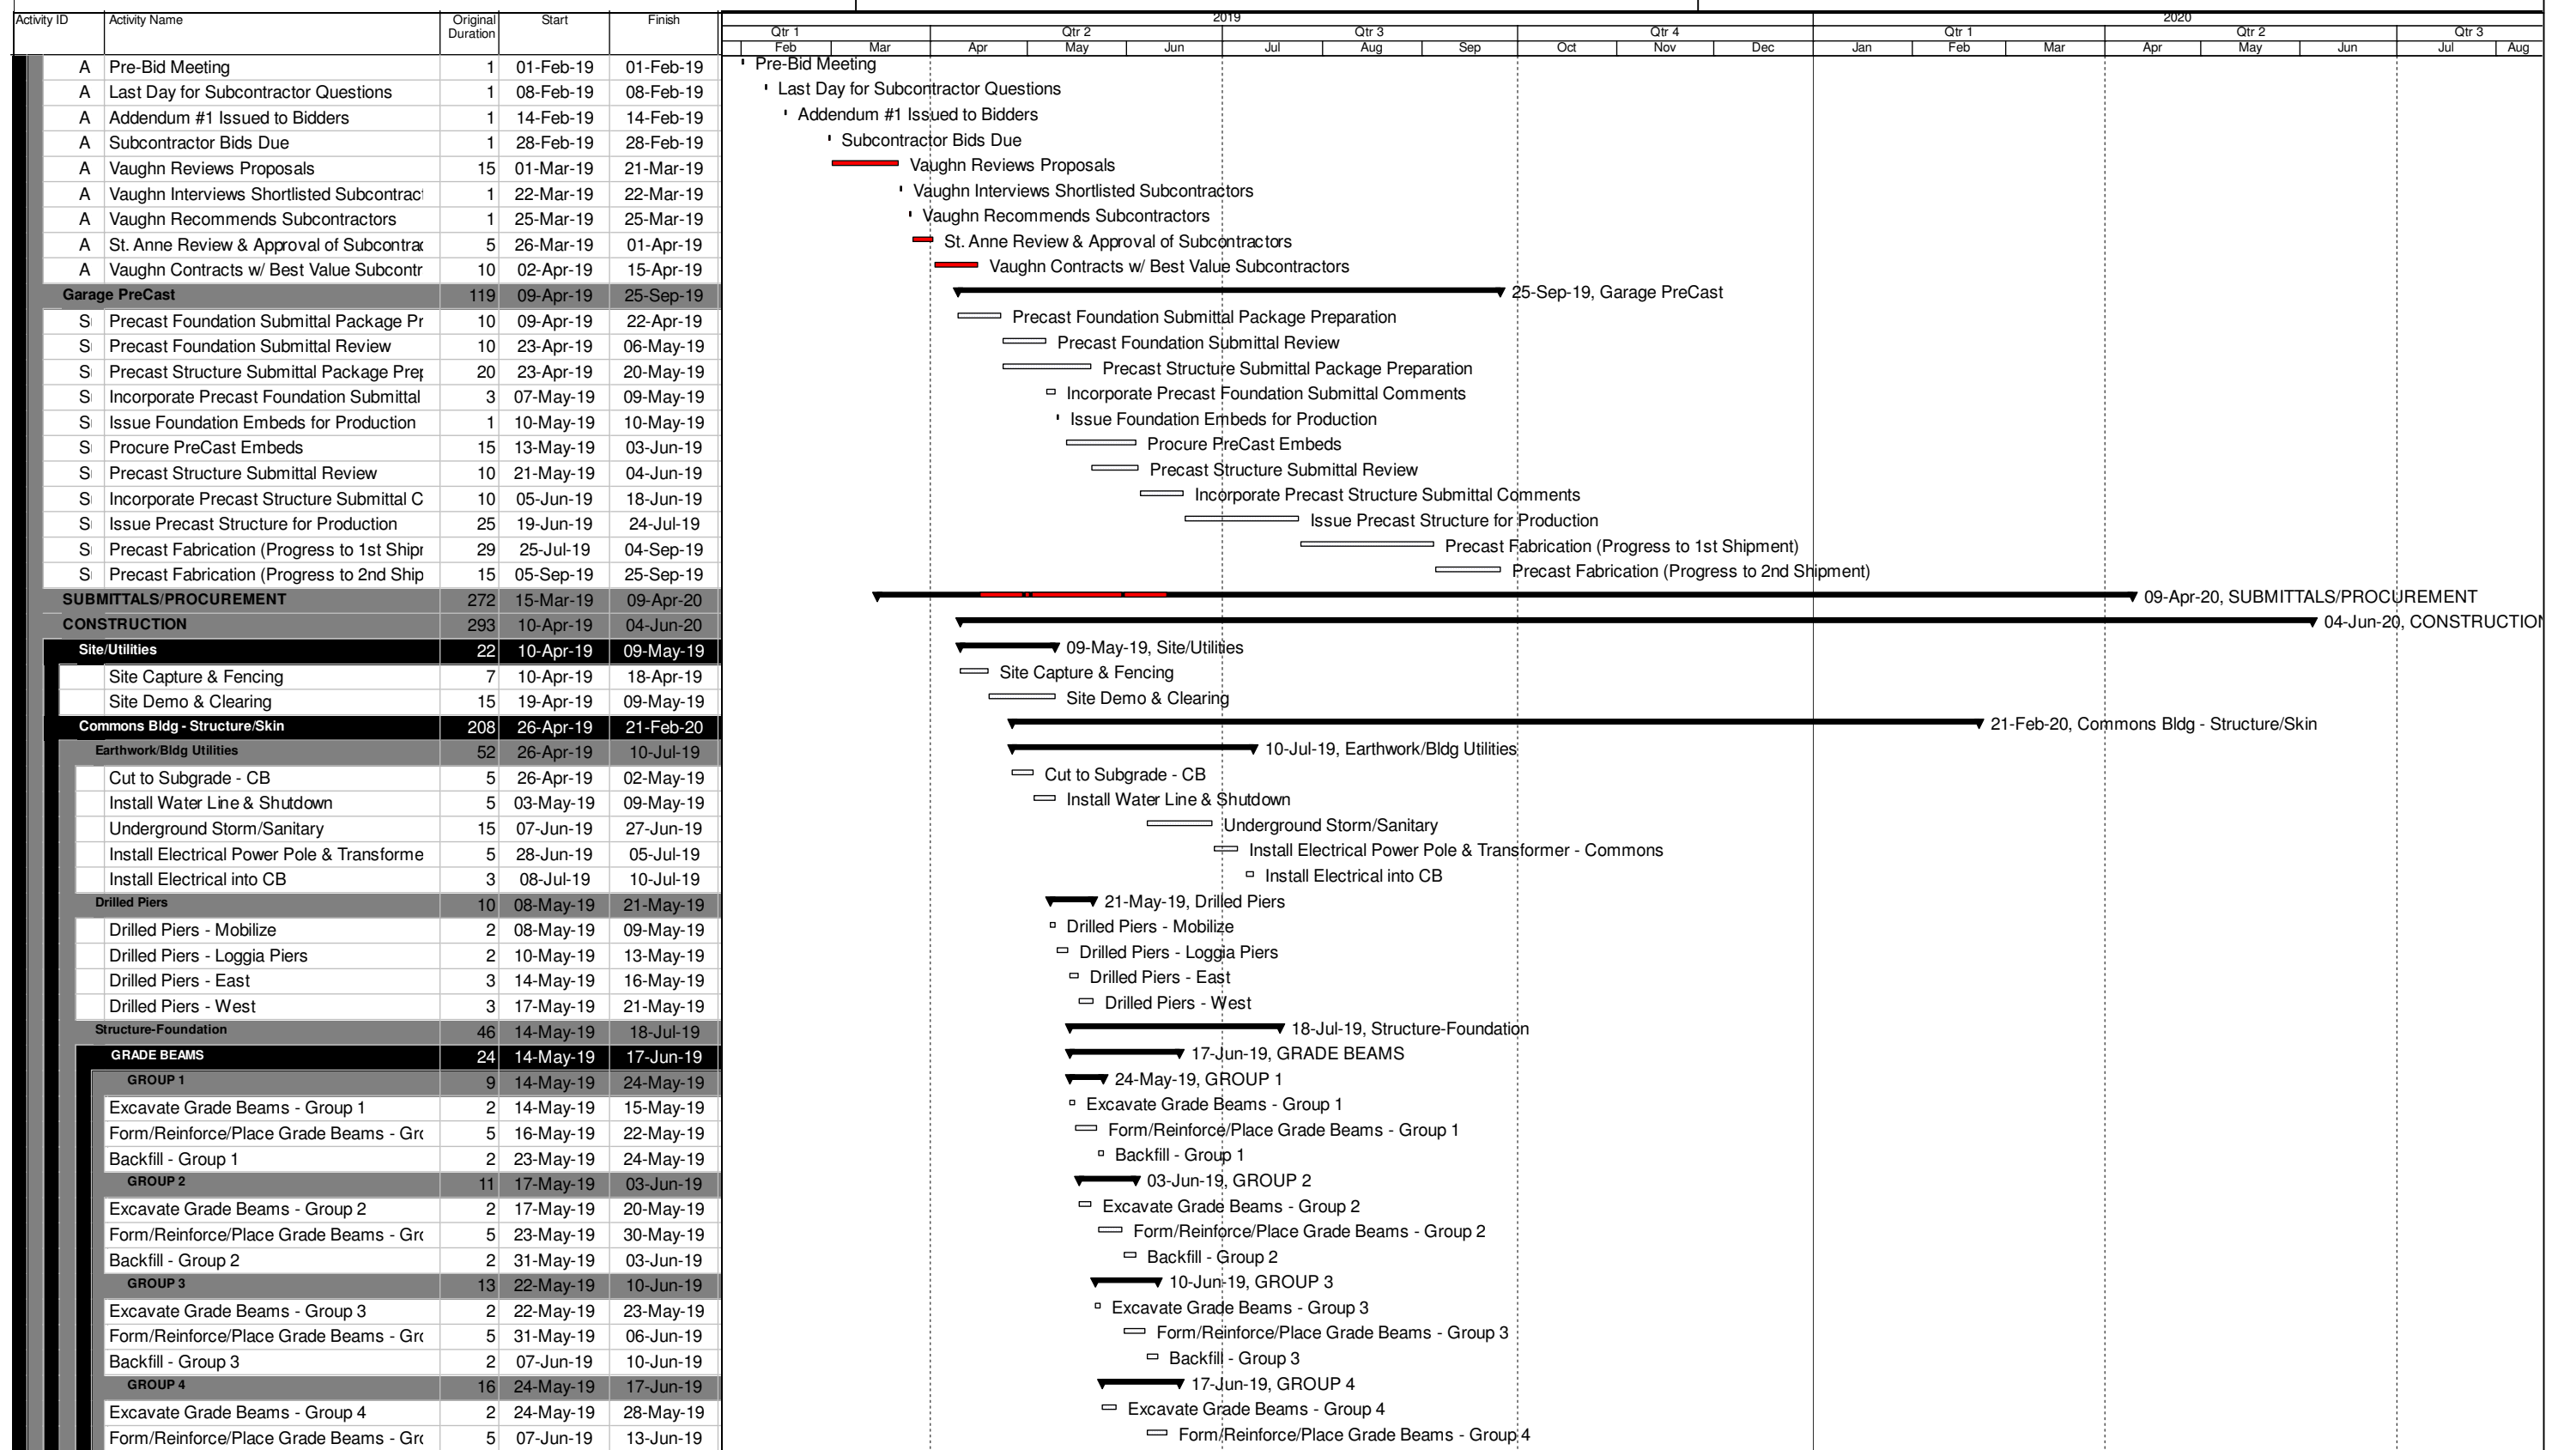 Activity ID Activity Name Original Duration Start Finish
2019 2020
Qtr 1 Qtr 2 Qtr 3 Qtr 4 Qtr 1 Qtr 2 Qtr 3
Feb Mar Apr May Jun Jul Aug Sep Oct Nov Dec Jan Feb Mar Apr May Jun Jul Aug
A Pre-Bid Meeting 1 01-Feb-19 01-Feb-19 Pre-Bid Meeting
A Last Day for Subcontractor Questions 1 08-Feb-19 08-Feb-19 Last Day for Subcontractor Questions
A Addendum #1 Issued to Bidders 1 14-Feb-19 14-Feb-19 Addendum #1 Issued to Bidders
A Subcontractor Bids Due 1 28-Feb-19 28-Feb-19 Subcontractor Bids Due
A Vaughn Reviews Proposals 15 01-Mar-19 21-Mar-19 Vaughn Reviews Proposals
A Vaughn Interviews Shortlisted Subcontract 1 22-Mar-19 22-Mar-19 Vaughn Interviews Shortlisted Subcontractors
A Vaughn Recommends Subcontractors 1 25-Mar-19 25-Mar-19 Vaughn Recommends Subcontractors
A St. Anne Review & Approval of Subcontrac 5 26-Mar-19 01-Apr-19 St. Anne Review & Approval of Subcontractors
A Vaughn Contracts w/ Best Value Subcontr 10 02-Apr-19 15-Apr-19 Vaughn Contracts w/ Best Value Subcontractors
Garage PreCast 119 09-Apr-19 25-Sep-19 25-Sep-19, Garage PreCast
S Precast Foundation Submittal Package Pr 10 09-Apr-19 22-Apr-19 Precast Foundation Submittal Package Preparation
S Precast Foundation Submittal Review 10 23-Apr-19 06-May-19 Precast Foundation Submittal Review
S Precast Structure Submittal Package Prep 20 23-Apr-19 20-May-19 Precast Structure Submittal Package Preparation
S Incorporate Precast Foundation Submittal 3 07-May-19 09-May-19 Incorporate Precast Foundation Submittal Comments
S Issue Foundation Embeds for Production 1 10-May-19 10-May-19 Issue Foundation Embeds for Production
S Procure PreCast Embeds 15 13-May-19 03-Jun-19 Procure PreCast Embeds
S Precast Structure Submittal Review 10 21-May-19 04-Jun-19 Precast Structure Submittal Review
S Incorporate Precast Structure Submittal C 10 05-Jun-19 18-Jun-19 Incorporate Precast Structure Submittal Comments
S Issue Precast Structure for Production 25 19-Jun-19 24-Jul-19 Issue Precast Structure for Production
S Precast Fabrication (Progress to 1st Shipr 29 25-Jul-19 04-Sep-19 Precast Fabrication (Progress to 1st Shipment)
S Precast Fabrication (Progress to 2nd Ship 15 05-Sep-19 25-Sep-19 Precast Fabrication (Progress to 2nd Shipment)
SUBMITTALS/PROCUREMENT 272 15-Mar-19 09-Apr-20 09-Apr-20, SUBMITTALS/PROCUREMENT
CONSTRUCTION 293 10-Apr-19 04-Jun-20 04-Jun-20, CONSTRUCTION
Site/Utilities 22 10-Apr-19 09-May-19 09-May-19, Site/Utilities
Site Capture & Fencing 7 10-Apr-19 18-Apr-19 Site Capture & Fencing
Site Demo & Clearing 15 19-Apr-19 09-May-19 Site Demo & Clearing
Commons Bldg - Structure/Skin 208 26-Apr-19 21-Feb-20 21-Feb-20, Commons Bldg - Structure/Skin
Earthwork/Bldg Utilities 52 26-Apr-19 10-Jul-19 10-Jul-19, Earthwork/Bldg Utilities
Cut to Subgrade - CB 5 26-Apr-19 02-May-19 Cut to Subgrade - CB
Install Water Line & Shutdown 5 03-May-19 09-May-19 Install Water Line & Shutdown
Underground Storm/Sanitary 15 07-Jun-19 27-Jun-19 Underground Storm/Sanitary
Install Electrical Power Pole & Transforme 5 28-Jun-19 05-Jul-19 Install Electrical Power Pole & Transformer - Commons
Install Electrical into CB 3 08-Jul-19 10-Jul-19 Install Electrical into CB
Drilled Piers 10 08-May-19 21-May-19 21-May-19, Drilled Piers
Drilled Piers - Mobilize 2 08-May-19 09-May-19 Drilled Piers - Mobilize
Drilled Piers - Loggia Piers 2 10-May-19 13-May-19 Drilled Piers - Loggia Piers
Drilled Piers - East 3 14-May-19 16-May-19 Drilled Piers - East
Drilled Piers - West 3 17-May-19 21-May-19 Drilled Piers - West
Structure-Foundation 46 14-May-19 18-Jul-19 18-Jul-19, Structure-Foundation
GRADE BEAMS 24 14-May-19 17-Jun-19 17-Jun-19, GRADE BEAMS
GROUP 1 9 14-May-19 24-May-19 24-May-19, GROUP 1
Excavate Grade Beams - Group 1 2 14-May-19 15-May-19 Excavate Grade Beams - Group 1
Form/Reinforce/Place Grade Beams - Gro 5 16-May-19 22-May-19 Form/Reinforce/Place Grade Beams - Group 1
Backfill - Group 1 2 23-May-19 24-May-19 Backfill - Group 1
GROUP 2 11 17-May-19 03-Jun-19 03-Jun-19, GROUP 2
Excavate Grade Beams - Group 2 2 17-May-19 20-May-19 Excavate Grade Beams - Group 2
Form/Reinforce/Place Grade Beams - Gro 5 23-May-19 30-May-19 Form/Reinforce/Place Grade Beams - Group 2
Backfill - Group 2 2 31-May-19 03-Jun-19 Backfill - Group 2
GROUP 3 13 22-May-19 10-Jun-19 10-Jun-19, GROUP 3
Excavate Grade Beams - Group 3 2 22-May-19 23-May-19 Excavate Grade Beams - Group 3
Form/Reinforce/Place Grade Beams - Gro 5 31-May-19 06-Jun-19 Form/Reinforce/Place Grade Beams - Group 3
Backfill - Group 3 2 07-Jun-19 10-Jun-19 Backfill - Group 3
GROUP 4 16 24-May-19 17-Jun-19 17-Jun-19, GROUP 4
Excavate Grade Beams - Group 4 2 24-May-19 28-May-19 Excavate Grade Beams - Group 4
Form/Reinforce/Place Grade Beams - Gro 5 07-Jun-19 13-Jun-19 Form/Reinforce/Place Grade Beams - Group 4